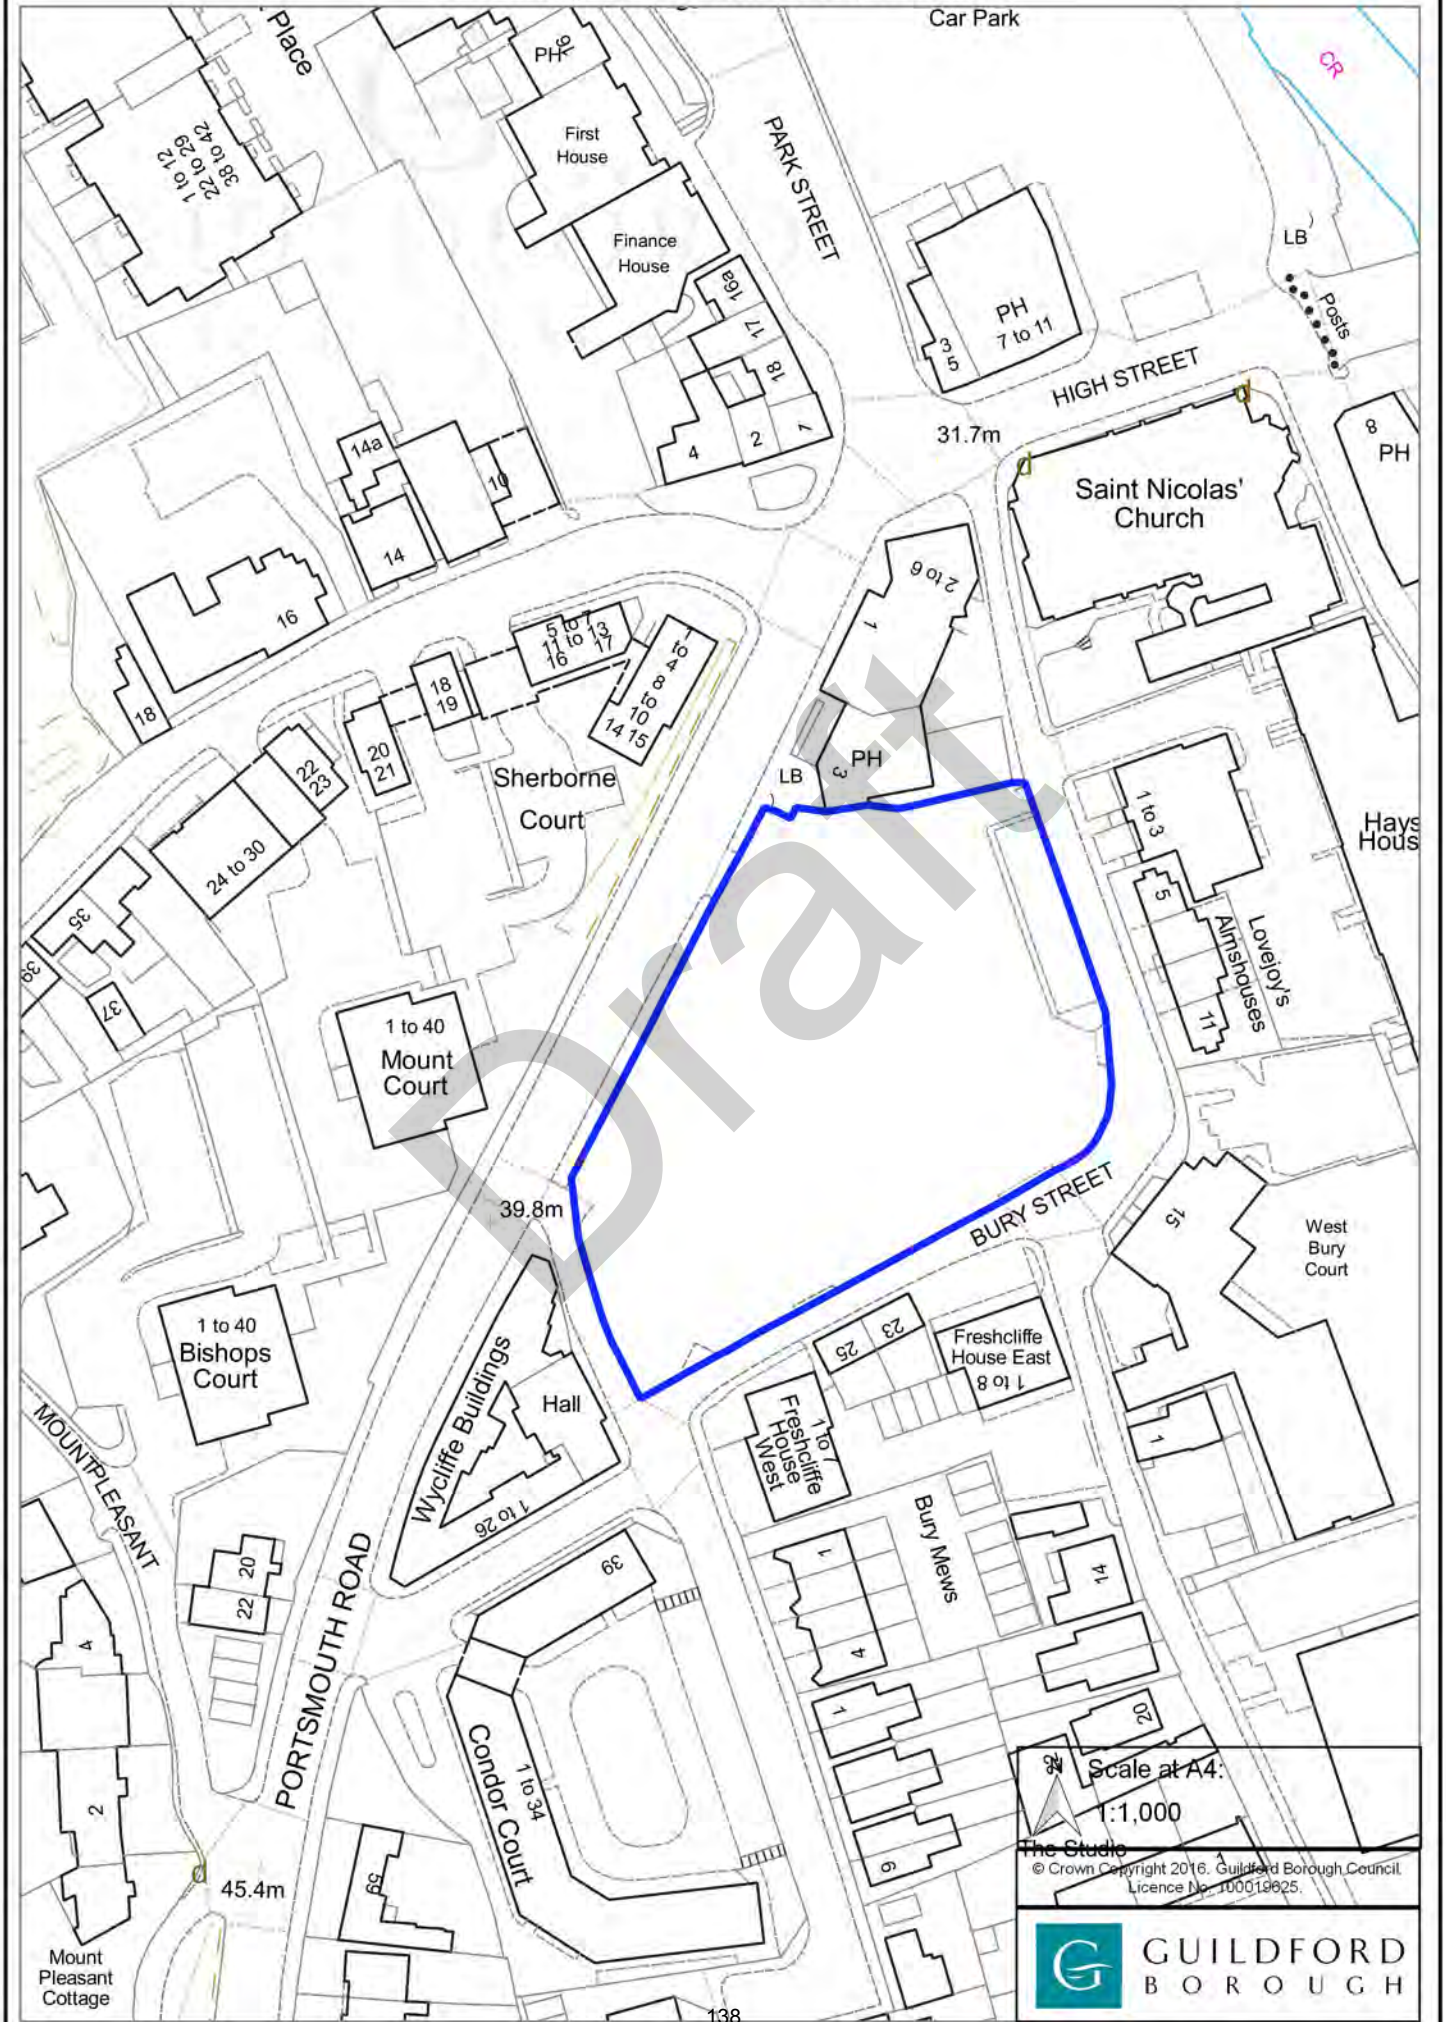 Car Park
Place
CR
PH
16
First
House
1 to 12
22 to 29
38 to 42
PARK STREET
Finance
House
LB
16a
17
18
PH
7 to 11
3
5
Posts
HIGH STREET
14a
10
4
2
31.7m
8
PH
Saint Nicolas'
Church
14
16
2 to 6
1
5 to 7
11 to 13
16 17
to
4
8
to
10
14 15
18
19
18
20
21
22
23
Sherborne
Court
PH
3
LB
1 to 3
Hays
Hous
24 to 30
35
39
37
5
Lovejoy's
Almshouses
11
1 to 40
Mount
Court
Draft
39.8m
BURY STREET
15
West
Bury
Court
1 to 40
Bishops
Court
Wycliffe Buildings
Hall
1 to 26
25
23
Freshcliffe
House East
1 to 8
1 to 7
Freshcliffe
House
West
1
MOUNTPLEASANT
PORTSMOUTH ROAD
20
22
39
Bury Mews
1
4
14
4
1
20
Condor Court
1 to 34
2
6
59
45.4m
Mount
Pleasant
Cottage
Scale at A4:
1:1,000
The Studio
© Crown Copyright 2016. Guildford Borough Council.
Licence No. 100019625.
GUILDFORD
BOROUGH
138